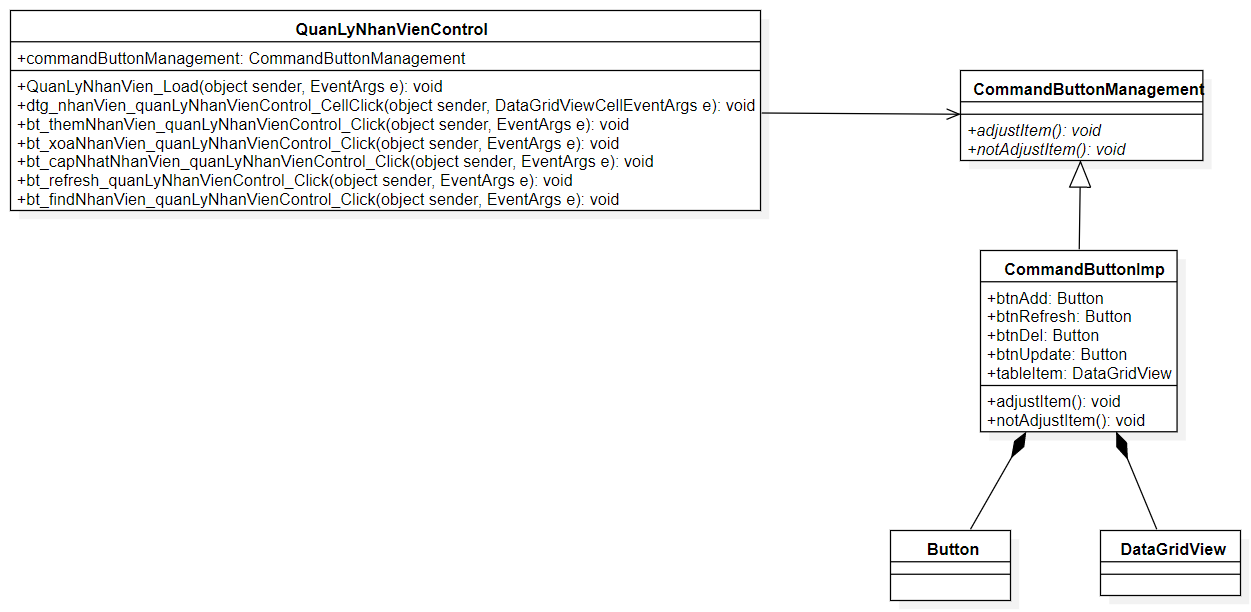 QuanLyNhanVienControl
+commandButtonManagement: CommandButtonManagement
+QuanLyNhanVien_Load(object sender, EventArgs e): void
+dtg_nhanVien_quanLyNhanVienControl_CellClick(object sender, DataGridViewCellEventArgs e): void
+bt_themNhanVien_quanLyNhanVienControl_Click(object sender, EventArgs e): void
+bt_xoaNhanVien_quanLyNhanVienControl_Click(object sender, EventArgs e): void
+bt_capNhatNhanVien_quanLyNhanVienControl_Click(object sender, EventArgs e): void
+bt_refresh_quanLyNhanVienControl_Click(object sender, EventArgs e): void
+bt_findNhanVien_quanLyNhanVienControl_Click(object sender, EventArgs e): void
CommandButtonManagement
+adjustItem(): void
+notAdjustItem(): void
CommandButtonImp
+btnAdd: Button
+btnRefresh: Button
+btnDel: Button
+btnUpdate: Button
+tableItem: DataGridView
+adjustItem(): void
+notAdjustItem(): void
Button
DataGridView